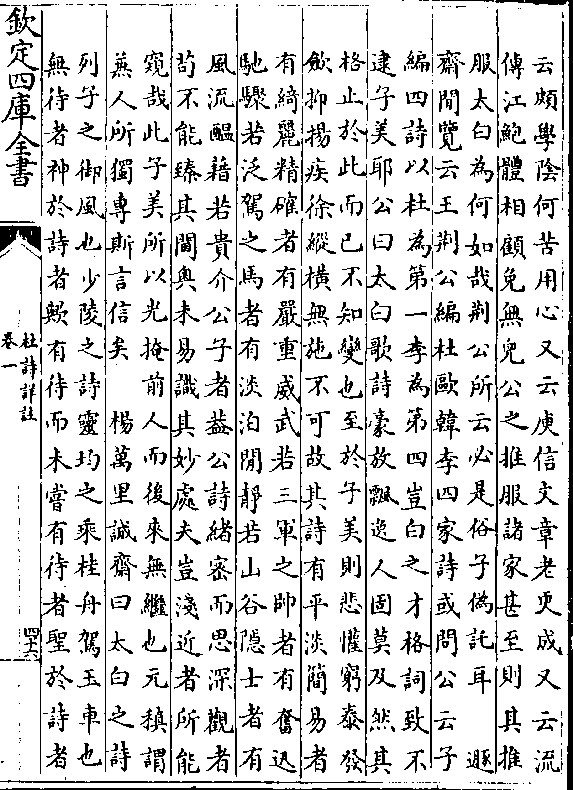 云頗學陰何苦用心又云庾信文章老更成又云流
傳江鮑體相顧免無兒公之推服諸家甚至則其推
服太白為何如哉荆公所云必是俗子偽託耳　遯
齋閒覽云王荆公編杜歐韓李四家詩或問公云子
編四詩以杜為第一李為第四豈白之才格詞致不
逮子美耶公曰太白歌詩豪放飄逸人固莫及然其
格止於此而已不知變也至於子美則悲懽窮泰發
斂抑揚疾徐縱橫無施不可故其詩有平淡簡易者
有綺麗精確者有嚴重威武若三軍之帥者有奮迅
馳驟若泛駕之馬者有淡泊閒靜若山谷隱士者有
風流醖藉若貴介公子者葢公詩緒密而思深觀者
茍不能臻其閫奥未易識其妙處夫豈淺近者所能
窺哉此子美所以光掩前人而後來無繼也元稹謂
兼人所獨専斯言信矣　楊萬里誠齋曰太白之詩
列子之御風也少陵之詩靈均之乘桂舟駕玉車也
無待者神於詩者歟有待而未嘗有待者聖於詩者
欽定四庫全書
杜詩詳註
卷一
四十六